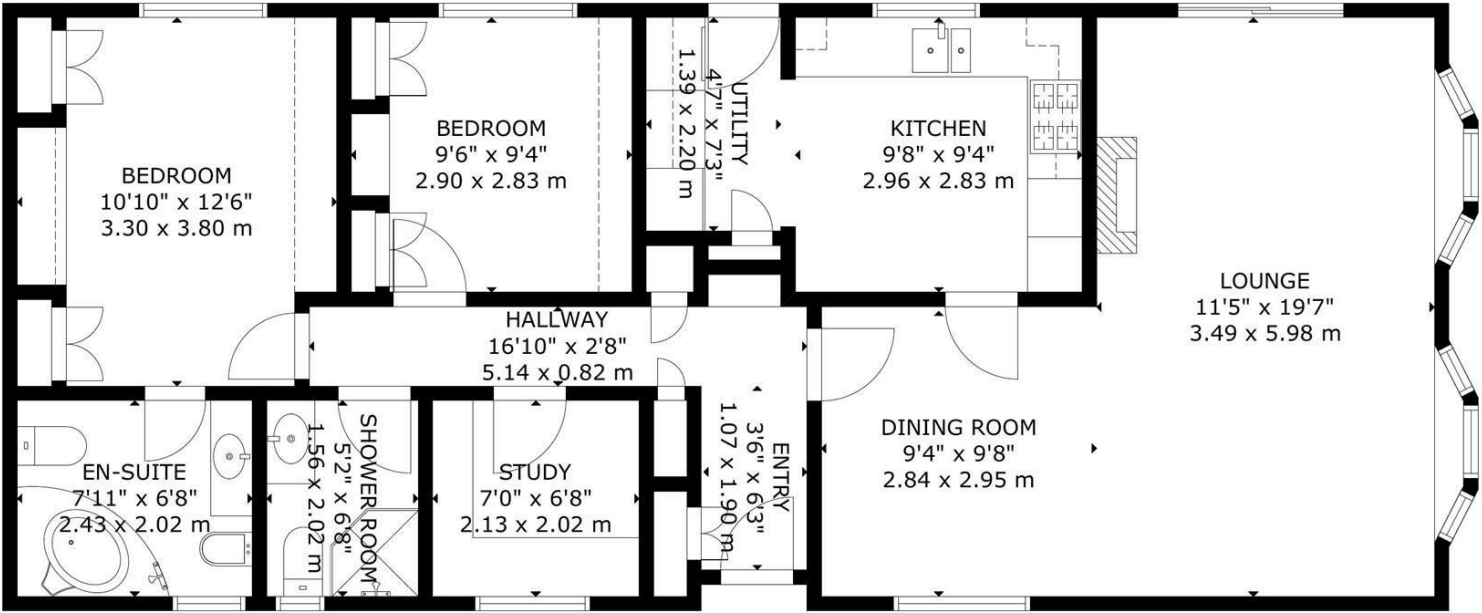 BEDROOM
10'10" x 12'6"
3.30 x 3.80 m
BEDROOM
9'6" x 9'4"
2.90 x 2.83 m
UTILITY
4'7" x 7'3"
1.39 x 2.20 m
KITCHEN
9'8" x 9'4"
2.96 x 2.83 m
LOUNGE
11'5" x 19'7"
3.49 x 5.98 m
HALLWAY
16'10" x 2'8"
5.14 x 0.82 m
EN-SUITE
7'11" x 6'8"
2.43 x 2.02 m
SHOWER ROOM
5'2" x 6'8"
1.56 x 2.02 m
STUDY
7'0" x 6'8"
2.13 x 2.02 m
ENTRY
3'6" x 6'3"
1.07 x 1.90 m
DINING ROOM
9'4" x 9'8"
2.84 x 2.95 m